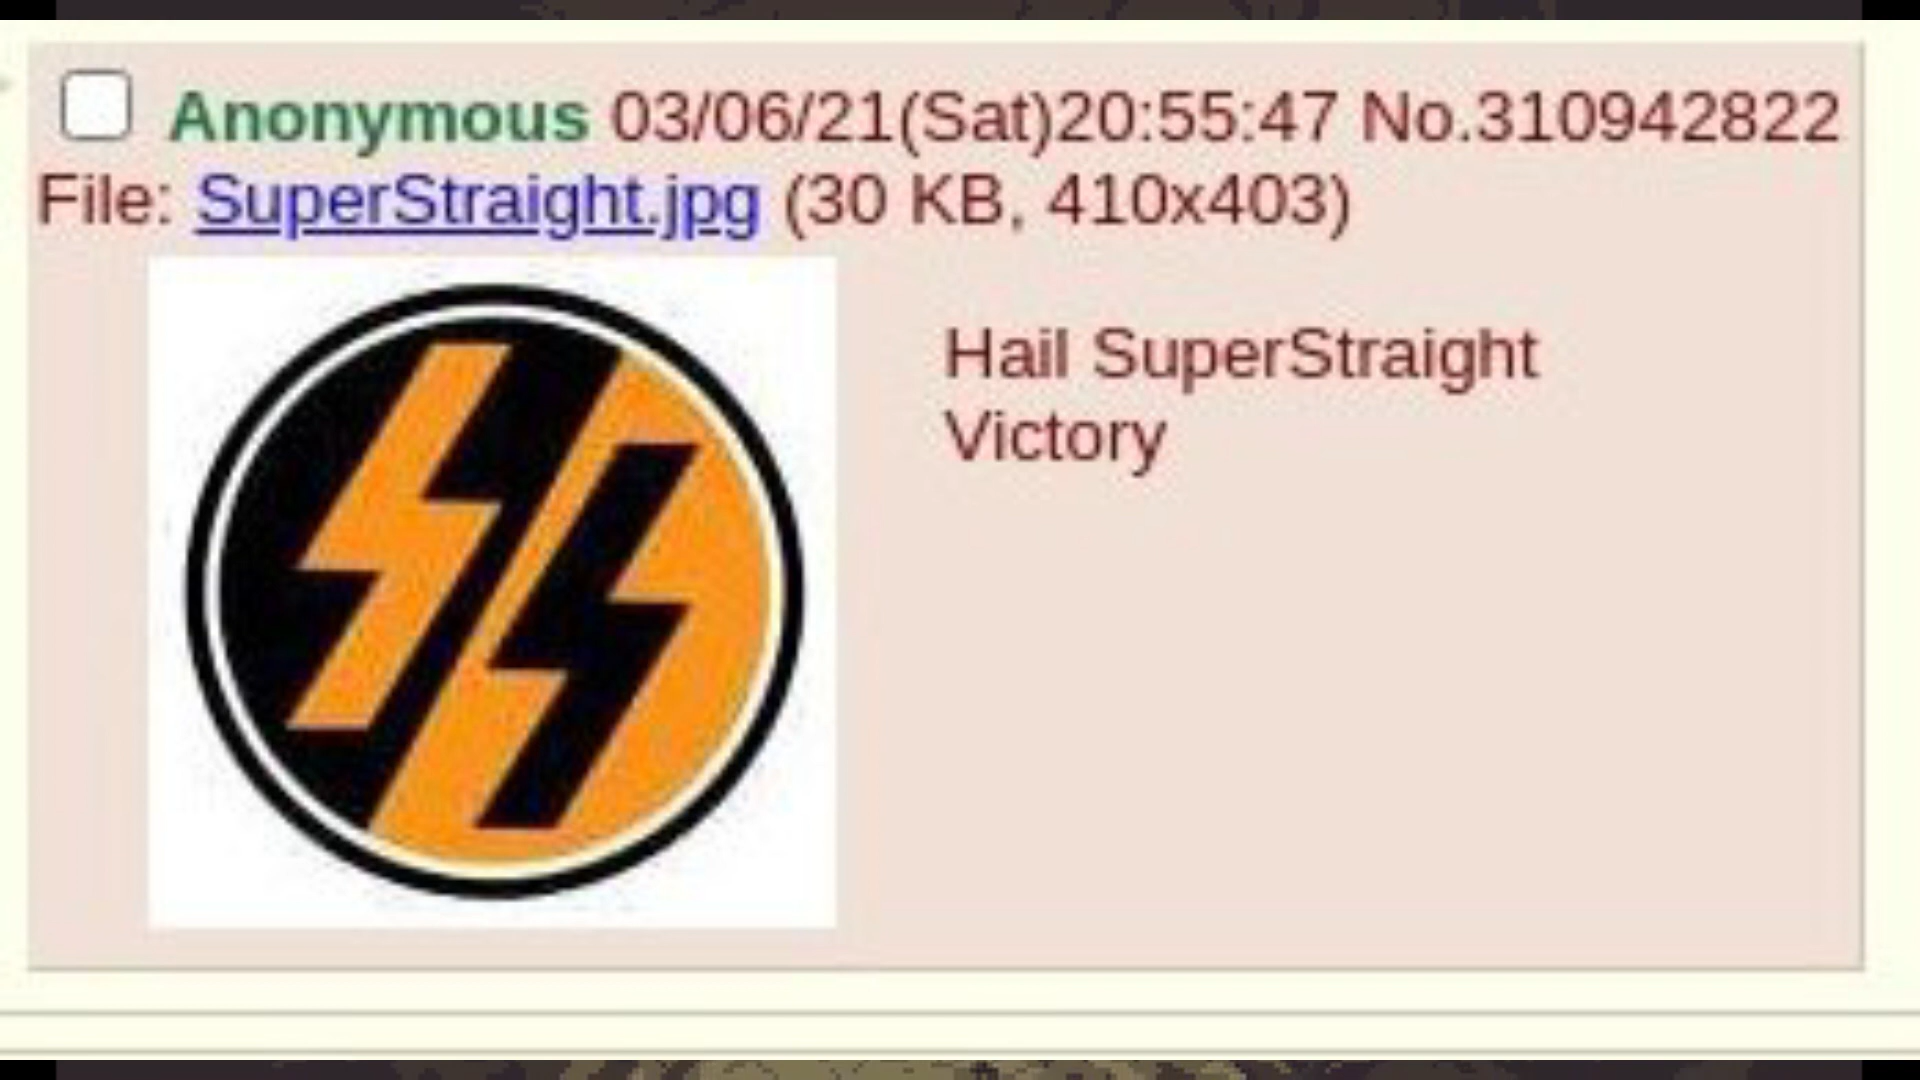 Anonymous 03/06/21(Sat)20:55:47 No.310942822
File: SuperStraight.jpg (30 KB, 410x403)
Hail SuperStraight
Victory